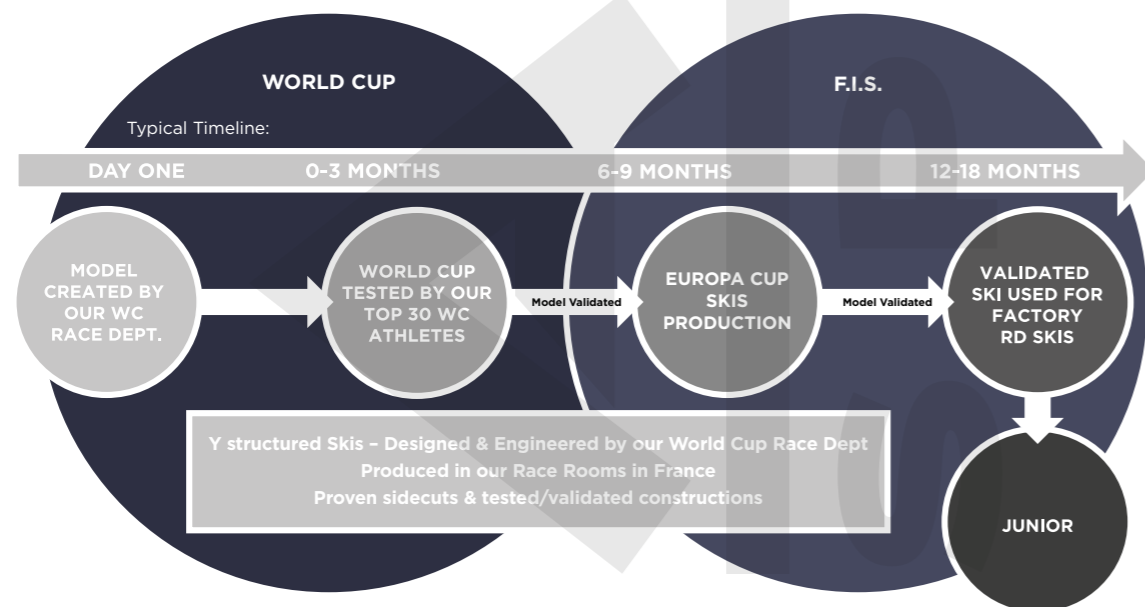 WORLD CUP
F.I.S.
Typical Timeline:
DAY ONE
0-3 MONTHS
6-9 MONTHS
12-18 MONTHS
MODEL
CREATED BY
OUR WC
RACE DEPT.
WORLD CUP
TESTED BY OUR
TOP 30 WC
ATHLETES
Model Validated
EUROPA CUP
SKIS
PRODUCTION
Model Validated
VALIDATED
SKI USED FOR
FACTORY
RD SKIS
Y structured Skis – Designed & Engineered by our World Cup Race Dept
Produced in our Race Rooms in France
Proven sidecuts & tested/validated constructions
JUNIOR